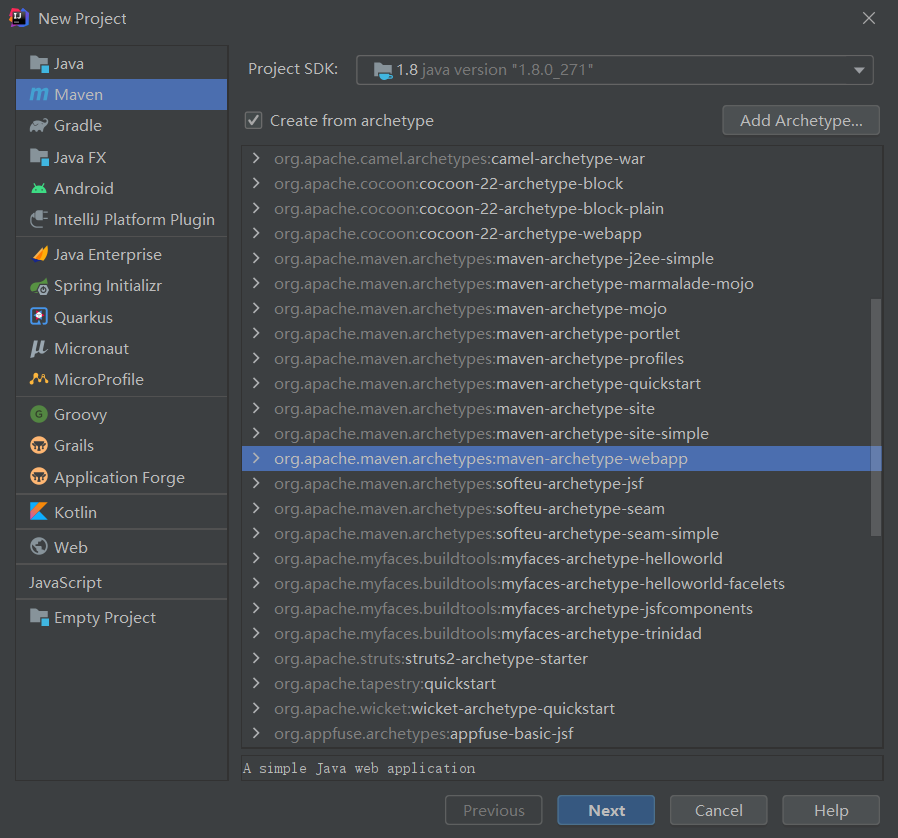 New Project
Java
Maven
Gradle
Java FX
Android
IntelliJ Platform Plugin
Java Enterprise
Spring Initializr
Quarkus
Micronaut
MicroProfile
Groovy
Grails
Application Forge
Kotlin
Web
JavaScript
Empty Project
Project SDK: 1.8 java version "1.8.0_271"
Create from archetype Add Archetype...
org.apache.camel.archetypes:camel-archetype-war
org.apache.cocoon:cocoon-22-archetype-block
org.apache.cocoon:cocoon-22-archetype-block-plain
org.apache.cocoon:cocoon-22-archetype-webapp
org.apache.maven.archetypes:maven-archetype-j2ee-simple
org.apache.maven.archetypes:maven-archetype-marmalade-mojo
org.apache.maven.archetypes:maven-archetype-mojo
org.apache.maven.archetypes:maven-archetype-portlet
org.apache.maven.archetypes:maven-archetype-profiles
org.apache.maven.archetypes:maven-archetype-quickstart
org.apache.maven.archetypes:maven-archetype-site
org.apache.maven.archetypes:maven-archetype-site-simple
org.apache.maven.archetypes:maven-archetype-webapp
org.apache.maven.archetypes:softeu-archetype-jsf
org.apache.maven.archetypes:softeu-archetype-seam
org.apache.maven.archetypes:softeu-archetype-seam-simple
org.apache.myfaces.buildtools:myfaces-archetype-helloworld
org.apache.myfaces.buildtools:myfaces-archetype-helloworld-facelets
org.apache.myfaces.buildtools:myfaces-archetype-jsfcomponents
org.apache.myfaces.buildtools:myfaces-archetype-trinidad
org.apache.struts:struts2-archetype-starter
org.apache.tapestry:quickstart
org.apache.wicket:wicket-archetype-quickstart
org.appfuse.archetypes:appfuse-basic-jsf
A simple Java web application
Previous Next Cancel Help